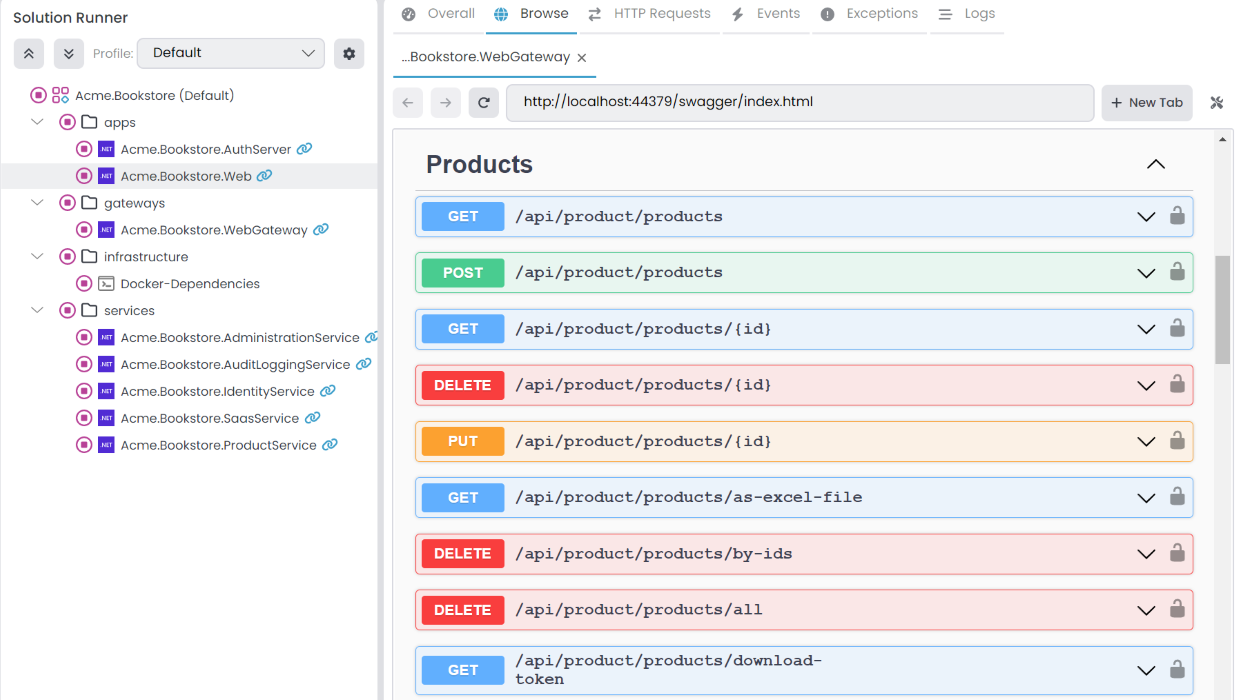 Solution Runner
Profile:
Default
Acme.Bookstore (Default)
apps
.NET Acme.Bookstore.AuthServer
.NET Acme.Bookstore.Web
gateways
.NET Acme.Bookstore.WebGateway
infrastructure
Docker-Dependencies
services
.NET Acme.Bookstore.AdministrationService
.NET Acme.Bookstore.AuditLoggingService
.NET Acme.Bookstore.IdentityService
.NET Acme.Bookstore.SaasService
.NET Acme.Bookstore.ProductService
Overall
Browse
HTTP Requests
Events
Exceptions
Logs
...Bookstore.WebGateway
http://localhost:44379/swagger/index.html
+ New Tab
Products
GET /api/product/products
POST /api/product/products
GET /api/product/products/{id}
DELETE /api/product/products/{id}
PUT /api/product/products/{id}
GET /api/product/products/as-excel-file
DELETE /api/product/products/by-ids
DELETE /api/product/products/all
GET /api/product/products/download-
token